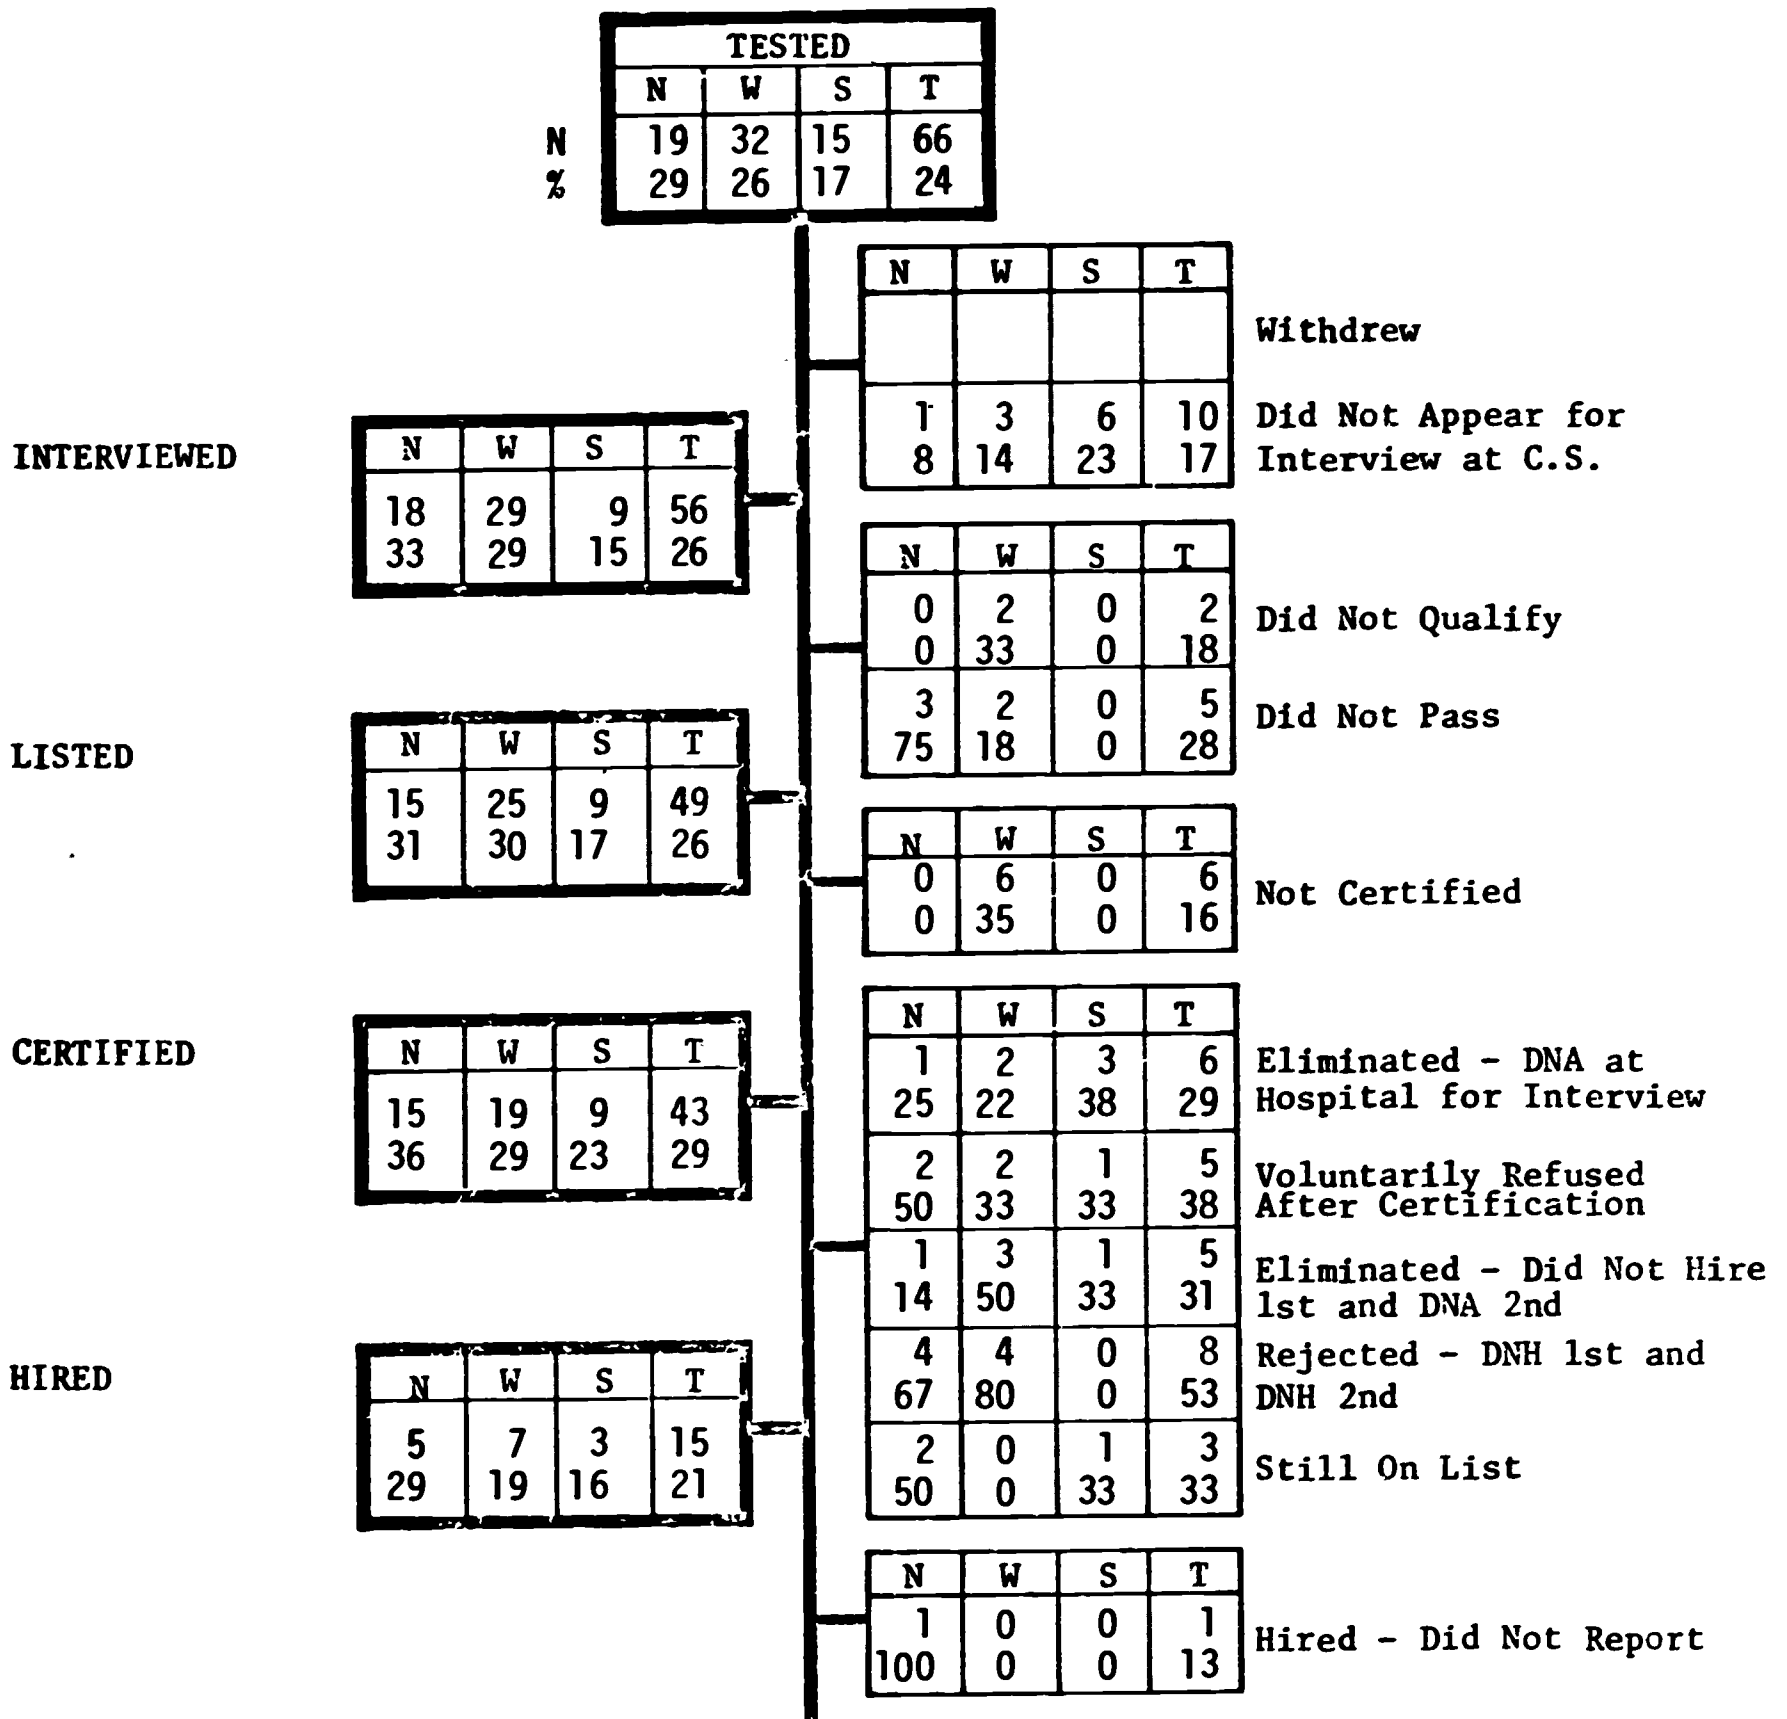 TESTED
N W S T
N 19 32 15 66
% 29 26 17 24
N W S T
Withdrew
1 3 6 10 Did Not Appear for
8 14 23 17 Interview at C.S.
INTERVIEWED
N W S T
18 29 9 56
33 29 15 26
N W S T
0 2 0 2 Did Not Qualify
0 33 0 18
3 2 0 5 Did Not Pass
75 18 0 28
LISTED
N W S T
15 25 9 49
31 30 17 26
N W S T
0 6 0 6 Not Certified
0 35 0 16
CERTIFIED
N W S T
15 19 9 43
36 29 23 29
N W S T
1 2 3 6 Eliminated - DNA at
25 22 38 29 Hospital for Interview
2 2 1 5 Voluntarily Refused
50 33 33 38 After Certification
1 3 1 5 Eliminated - Did Not Hire
14 50 33 31 1st and DNA 2nd
4 4 0 8 Rejected - DNH 1st and
67 80 0 53 DNH 2nd
2 0 1 3 Still On List
50 0 33 33
HIRED
N W S T
5 7 3 15
29 19 16 21
N W S T
1 0 0 1 Hired - Did Not Report
100 0 0 13